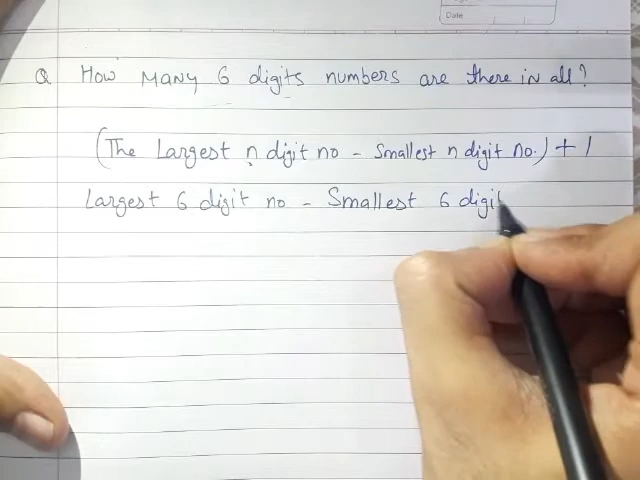 Date
Q How MANY 6 digits numbers are there in all?
(The Largest n digit no - Smallest n digit no.) + 1
Largest 6 digit no - Smallest 6 digit